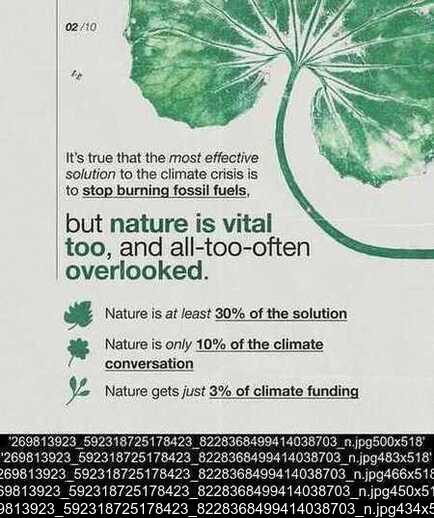 02/10
It's true that the most effective
solution to the climate crisis is
to stop burning fossil fuels,
but nature is vital
too, and all-too-often
overlooked.
Nature is at least 30% of the solution
Nature is only 10% of the climate
conversation
Nature gets just 3% of climate funding
'269813923_592318725178423_8228368499414038703_n.jpg500x518'
'269813923_592318725178423_8228368499414038703_n.jpg483x518'
269813923_592318725178423_8228368499414038703_n.jpg466x518
69813923_592318725178423_8228368499414038703_n.jpg450x51
9813923_592318725178423_8228368499414038703_n.jpg434x5